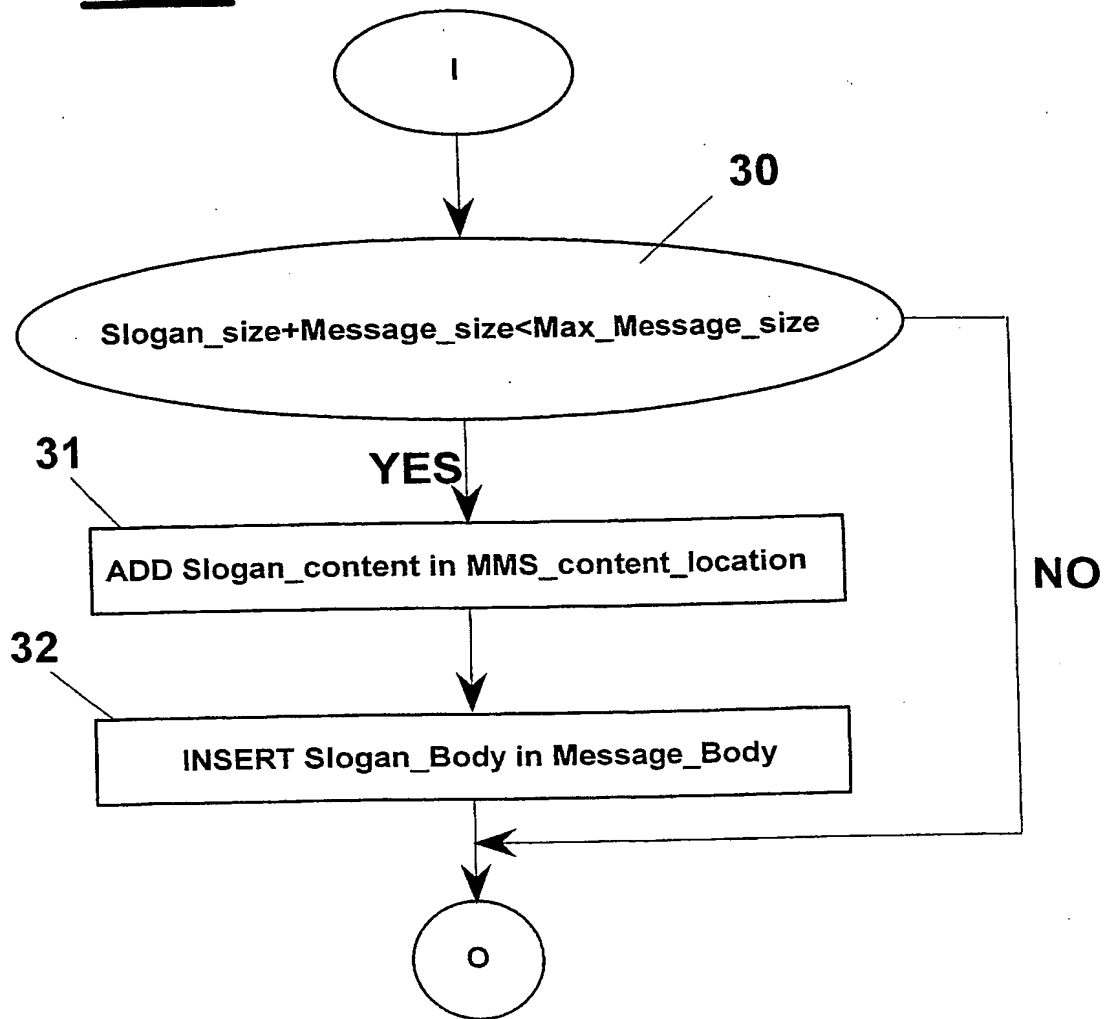 I
30
Slogan_size+Message_size<Max_Message_size
31
YES
ADD Slogan_content in MMS_content_location
NO
32
INSERT Slogan_Body in Message_Body
O